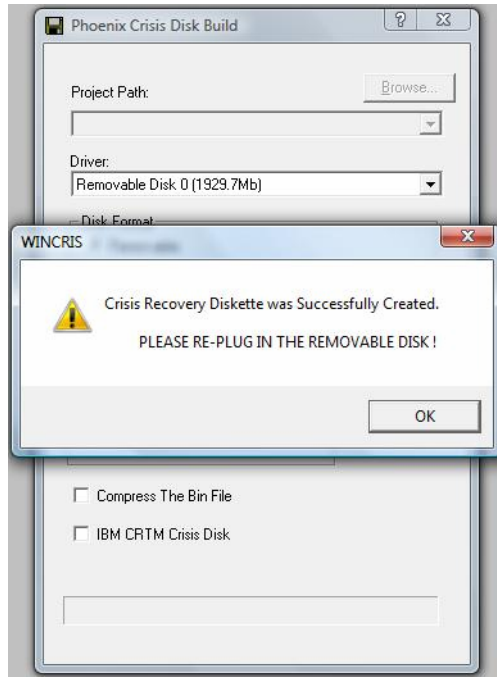 Phoenix Crisis Disk Build
Project Path:
Browse...
Driver:
Removable Disk 0 (1929.7Mb)
Disk Format
WINCRIS
Crisis Recovery Diskette was Successfully Created.
PLEASE RE-PLUG IN THE REMOVABLE DISK !
OK
Compress The Bin File
IBM CRTM Crisis Disk